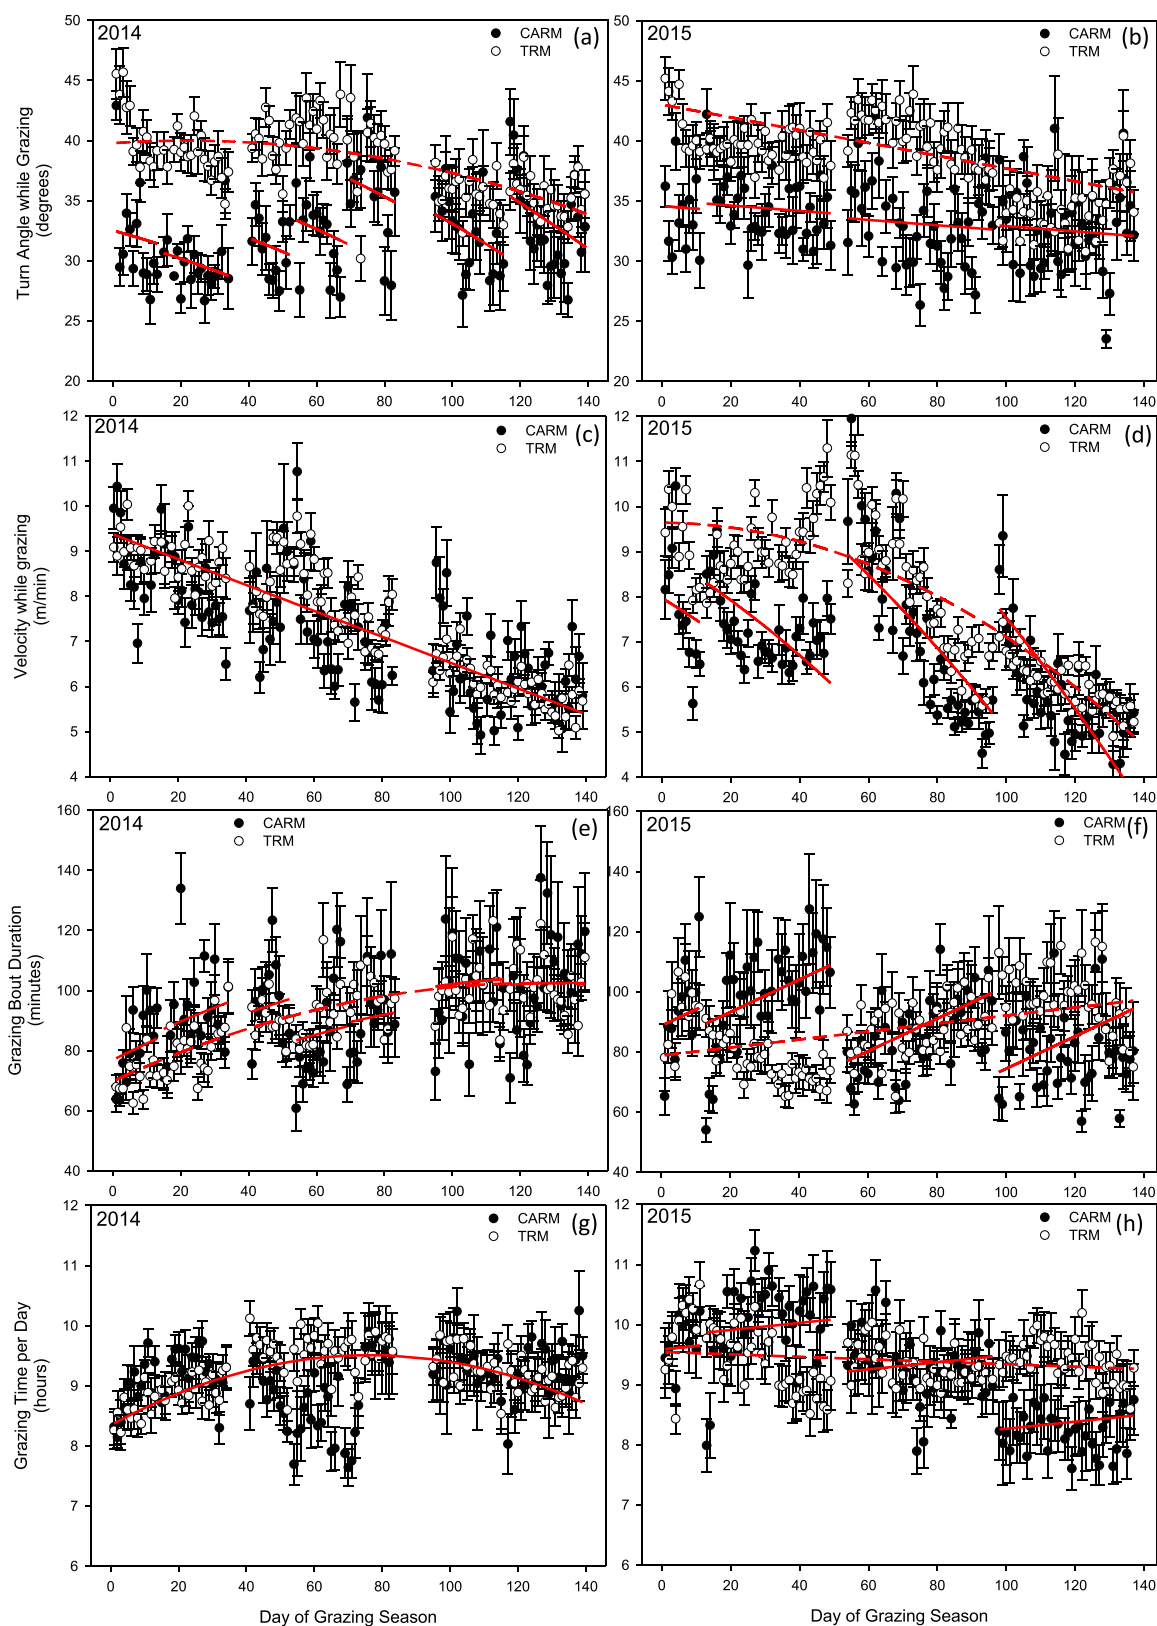 2014
CARM
TRM
(a)
50
45
40
35
30
25
20
0 20 40 60 80 100 120 140
Turn Angle while Grazing
(degrees)
2015
CARM
TRM
(b)
50
45
40
35
30
25
20
0 20 40 60 80 100 120 140
2014
CARM
TRM
(c)
12
11
10
9
8
7
6
5
4
0 20 40 60 80 100 120 140
Velocity while grazing
(m/min)
2015
CARM
TRM
(d)
12
11
10
9
8
7
6
5
4
0 20 40 60 80 100 120 140
2014
CARM
TRM
(e)
160
140
120
100
80
60
40
0 20 40 60 80 100 120 140
Grazing Bout Duration
(minutes)
2015
CARM
TRM
(f)
160
140
120
100
80
60
40
0 20 40 60 80 100 120 140
2014
CARM
TRM
(g)
12
11
10
9
8
7
6
0 20 40 60 80 100 120 140
Grazing Time per Day
(hours)
Day of Grazing Season
2015
CARM
TRM
(h)
12
11
10
9
8
7
6
0 20 40 60 80 100 120 140
Day of Grazing Season